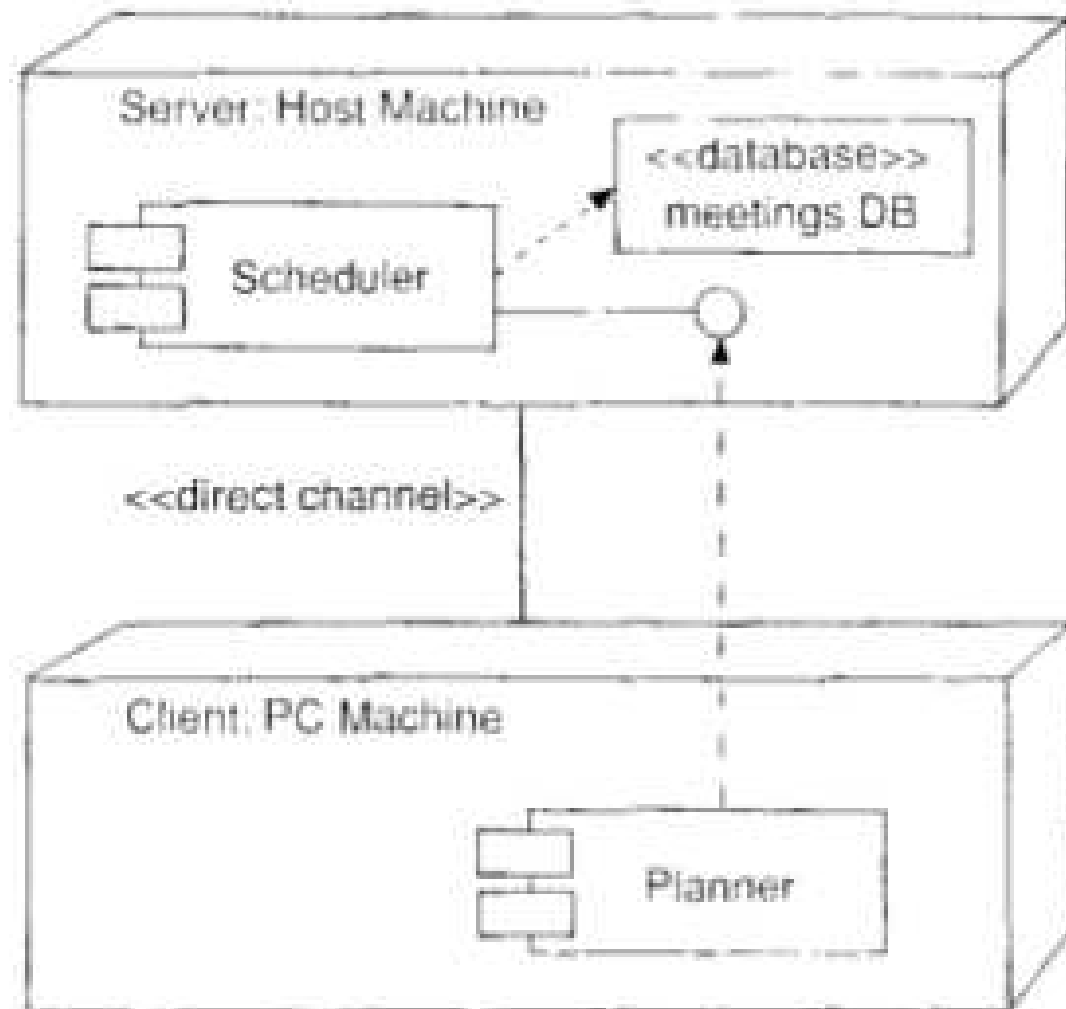 Server: Host Machine
<<database>>
meetings DB
Scheduler
<<direct channel>>
Client: PC Machine
Planner